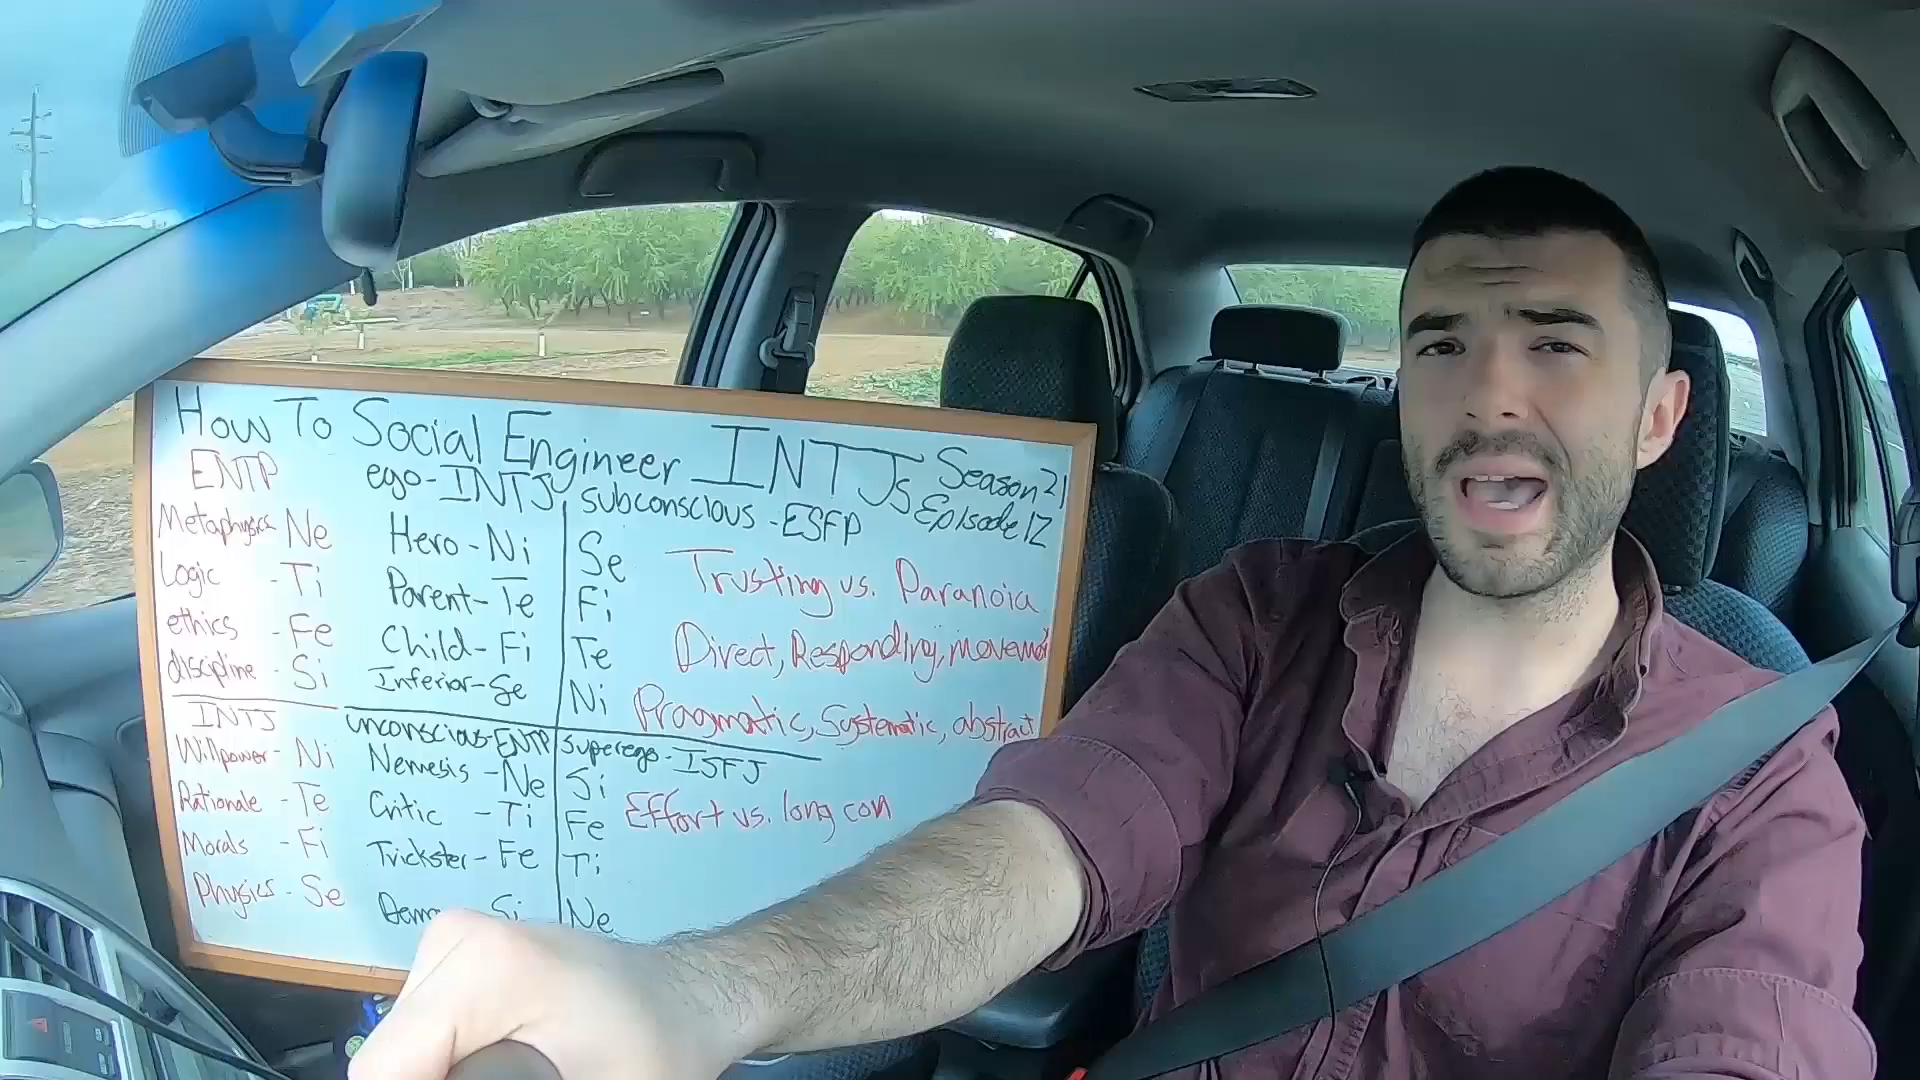 How To Social Engineer INTJs
Season 21
Episode 12
ENTP
Metaphysics - Ne
Logic - Ti
ethics - Fe
discipline - Si
INTJ
Willpower - Ni
Rationale - Te
Morals - Fi
Physics - Se
ego - INTJ
Hero - Ni
Parent - Te
Child - Fi
Inferior - Se
subconscious - ESFP
Se
Fi
Te
Ni
unconscious - ENTP
Nemesis - Ne
Critic - Ti
Trickster - Fe
Si
superego - ISFJ
Si
Fe
Ti
Ne
Trusting vs. Paranoia
Direct, Responding, movement
Pragmatic, Systematic, abstract
Effort vs. long con